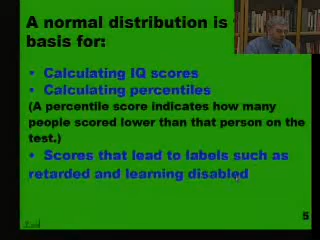 A normal distribution is
basis for:
• Calculating IQ scores
• Calculating percentiles
(A percentile score indicates how many
people scored lower than that person on the
test.)
• Scores that lead to labels such as
retarded and learning disabled
5